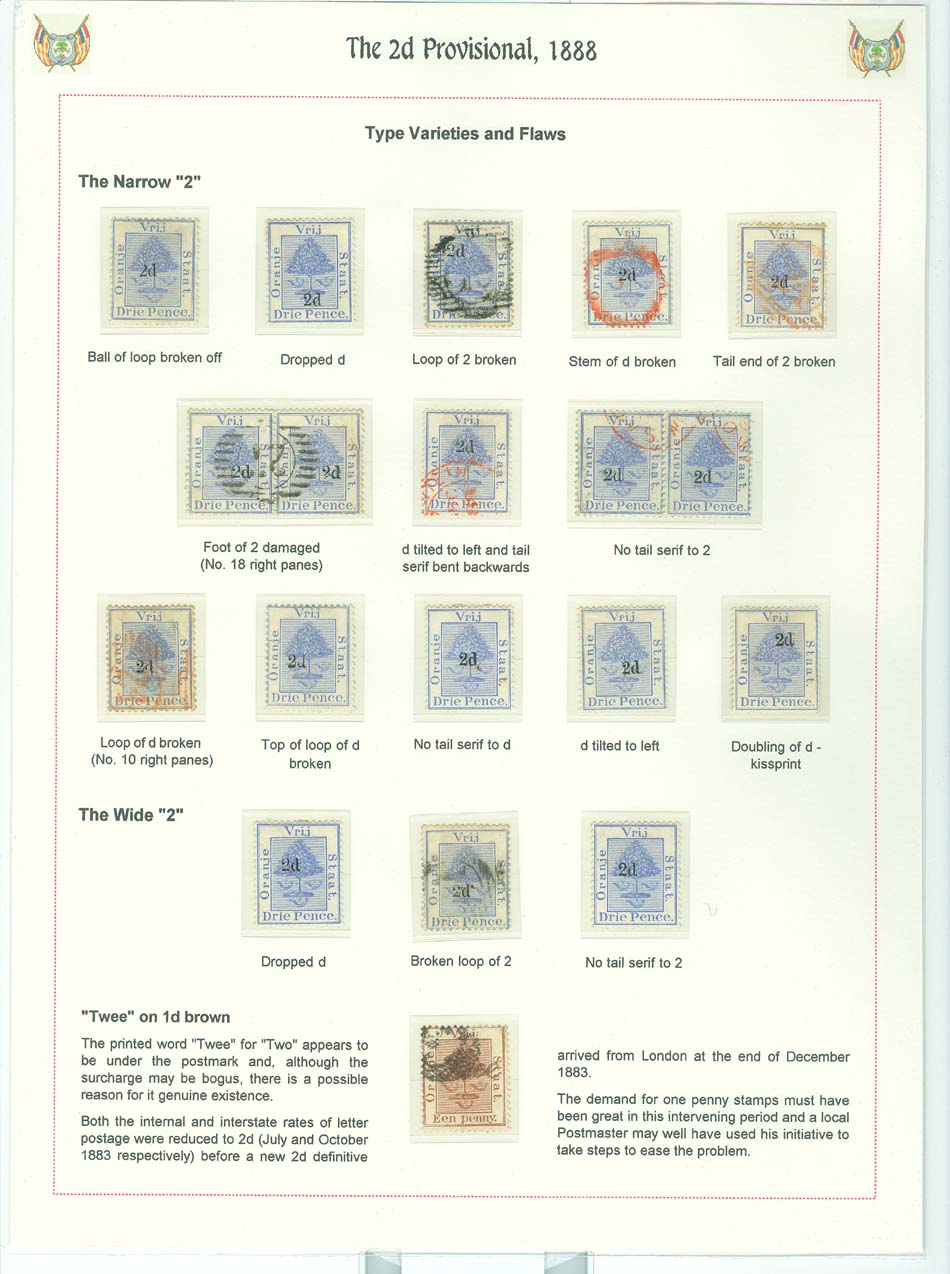 The 2d Provisional, 1888
Type Varieties and Flaws
The Narrow "2"
Vrij
Oranje
Staat.
2d
Drie Pence.
Vrij
Oranje
Staat.
2d
Drie Pence.
Vrij
2d
Staat.
Drie Pence.
Vrij
Oranje
Staat.
2d
Drie Pence.
Vrij
Oranje
Staat.
2d
Drie Pence.
Ball of loop broken off
Dropped d
Loop of 2 broken
Stem of d broken
Tail end of 2 broken
Vrij
Oranje
2d
Drie Pence.
Vrij
Staat.
2d
Drie Pence.
Vrij
Oranje
Staat.
2d
Drie Pence.
Vrij
Oranje
2d
Drie Pence.
Vrij
Staat.
2d
Drie Pence.
Foot of 2 damaged
(No. 18 right panes)
d tilted to left and tail
serif bent backwards
No tail serif to 2
Vrij
Oranje
Staat.
2d
Drie Pence.
Vrij
Oranje
Staat.
2d
Drie Pence.
Vrij
Oranje
Staat.
2d
Drie Pence.
Vrij
Oranje
Staat.
2d
Drie Pence.
Vrij
Oranje
Staat.
2d
Drie Pence.
Loop of d broken
(No. 10 right panes)
Top of loop of d
broken
No tail serif to d
d tilted to left
Doubling of d -
kissprint
The Wide "2"
Vrij
Oranje
Staat.
2d
Drie Pence.
Vrij
Oranje
Staat.
2d
Drie Pence.
Vrij
Oranje
Staat.
2d
Drie Pence.
Dropped d
Broken loop of 2
No tail serif to 2
"Twee" on 1d brown
The printed word "Twee" for "Two" appears to
be under the postmark and, although the
surcharge may be bogus, there is a possible
reason for it genuine existence.
Both the internal and interstate rates of letter
postage were reduced to 2d (July and October
1883 respectively) before a new 2d definitive
Vrij
Staat.
Een penny.
arrived from London at the end of December
1883.
The demand for one penny stamps must have
been great in this intervening period and a local
Postmaster may well have used his initiative to
take steps to ease the problem.